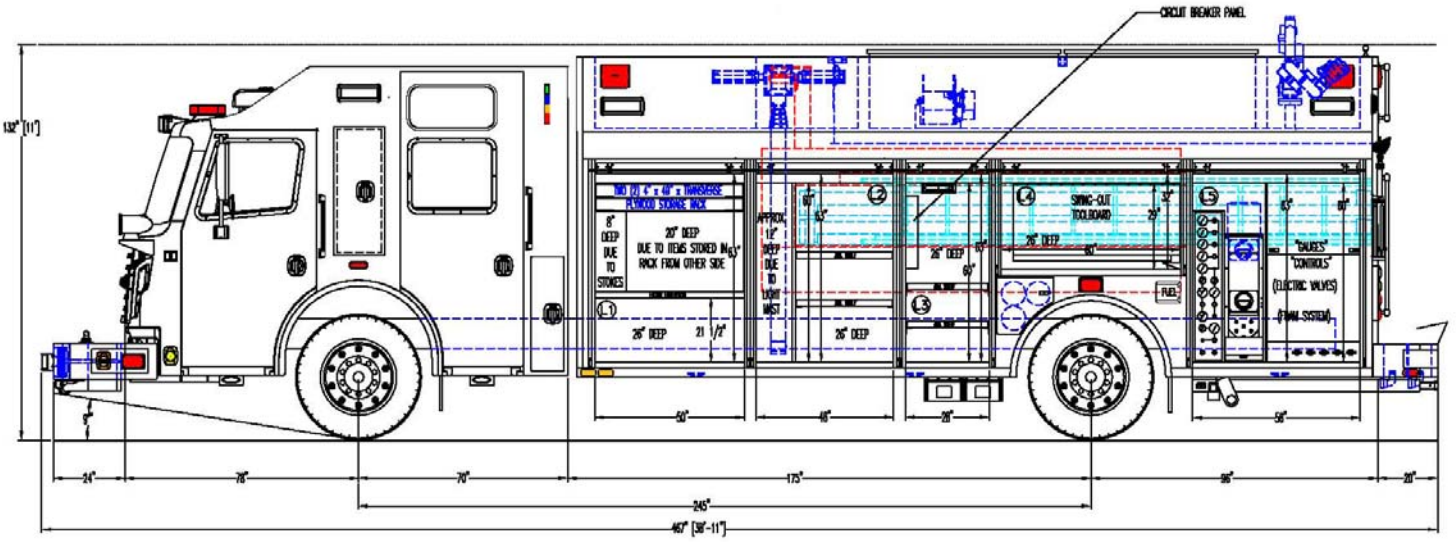 CIRCUIT BREAKER PANEL
132" [11']
TWO (2) 4" x 48" x TRANSVERSE
PLYWOOD STORAGE RACK
8"
DEEP
DUE
TO
STOKES
20" DEEP
DUE TO ITEMS STORED IN
RACK FROM OTHER SIDE
63"
L1
26" DEEP
21 1/2"
APPROX.
12"
DEEP
DUE
TO
LIGHT
MAST
60"
63"
L2
26" DEEP
26" DEEP
60"
63"
L3
L4
SWING-OUT
TOOLBOARD
32"
29"
26" DEEP
60"
FUEL
L5
63"
60"
"GAUGES"
"CONTROLS"
(ELECTRIC VALVES)
(FOAM SYSTEM)
9"
50"
46"
28"
56"
24"
78"
70"
175"
96"
20"
245"
467" [38'-11"]